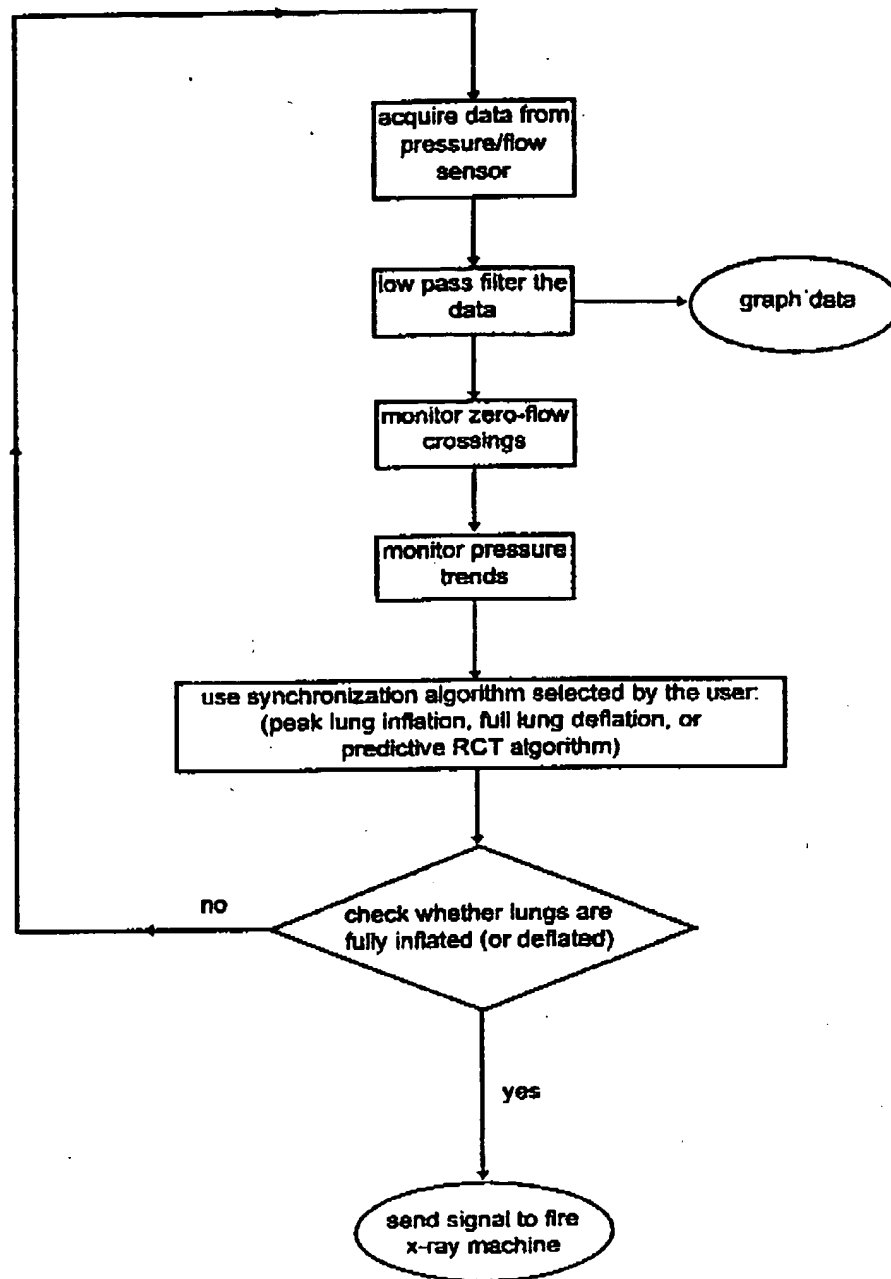 acquire data from
pressure/flow
sensor
low pass filter the
data
graph data
monitor zero-flow
crossings
monitor pressure
trends
use synchronization algorithm selected by the user:
(peak lung inflation, full lung deflation, or
predictive RCT algorithm)
no
check whether lungs are
fully inflated (or deflated)
yes
send signal to fire
x-ray machine